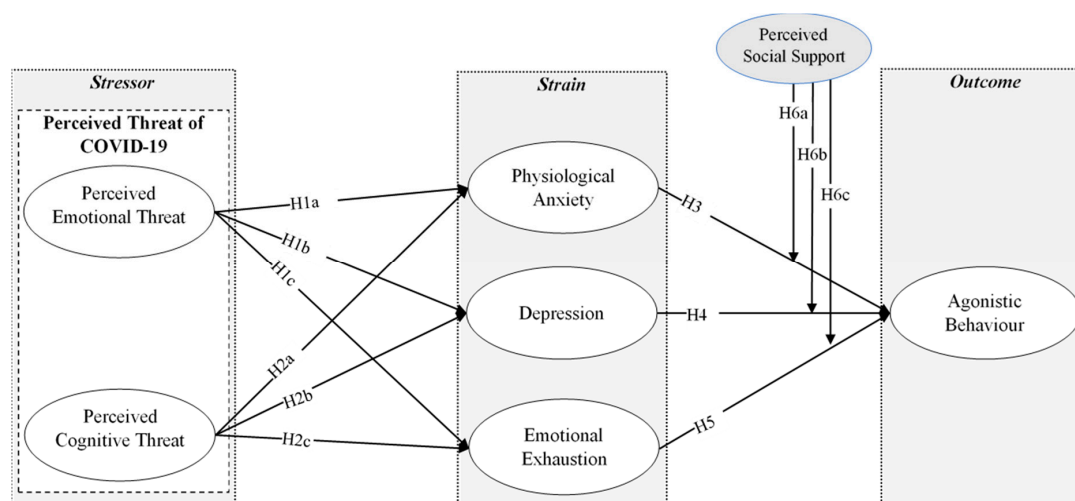 Perceived
Social Support
Stressor
Strain
Outcome
Perceived Threat of
COVID-19
Perceived
Emotional Threat
Perceived
Cognitive Threat
H1a
H1b
H1c
H2a
H2b
H2c
Physiological
Anxiety
Depression
Emotional
Exhaustion
H3
H4
H5
H6a
H6b
H6c
Agonistic
Behaviour